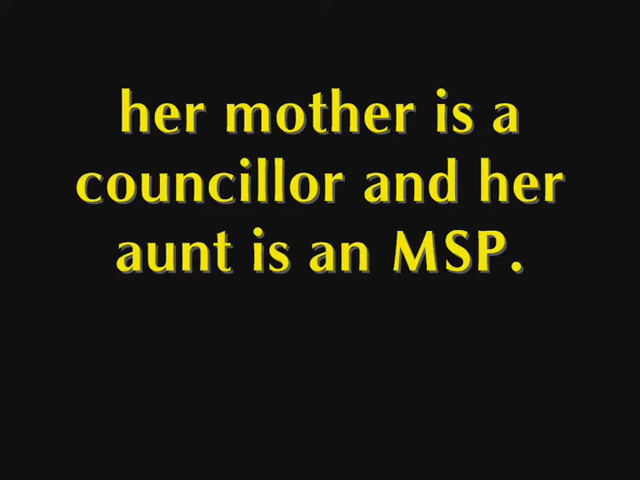 her mother is a
councillor and her
aunt is an MSP.